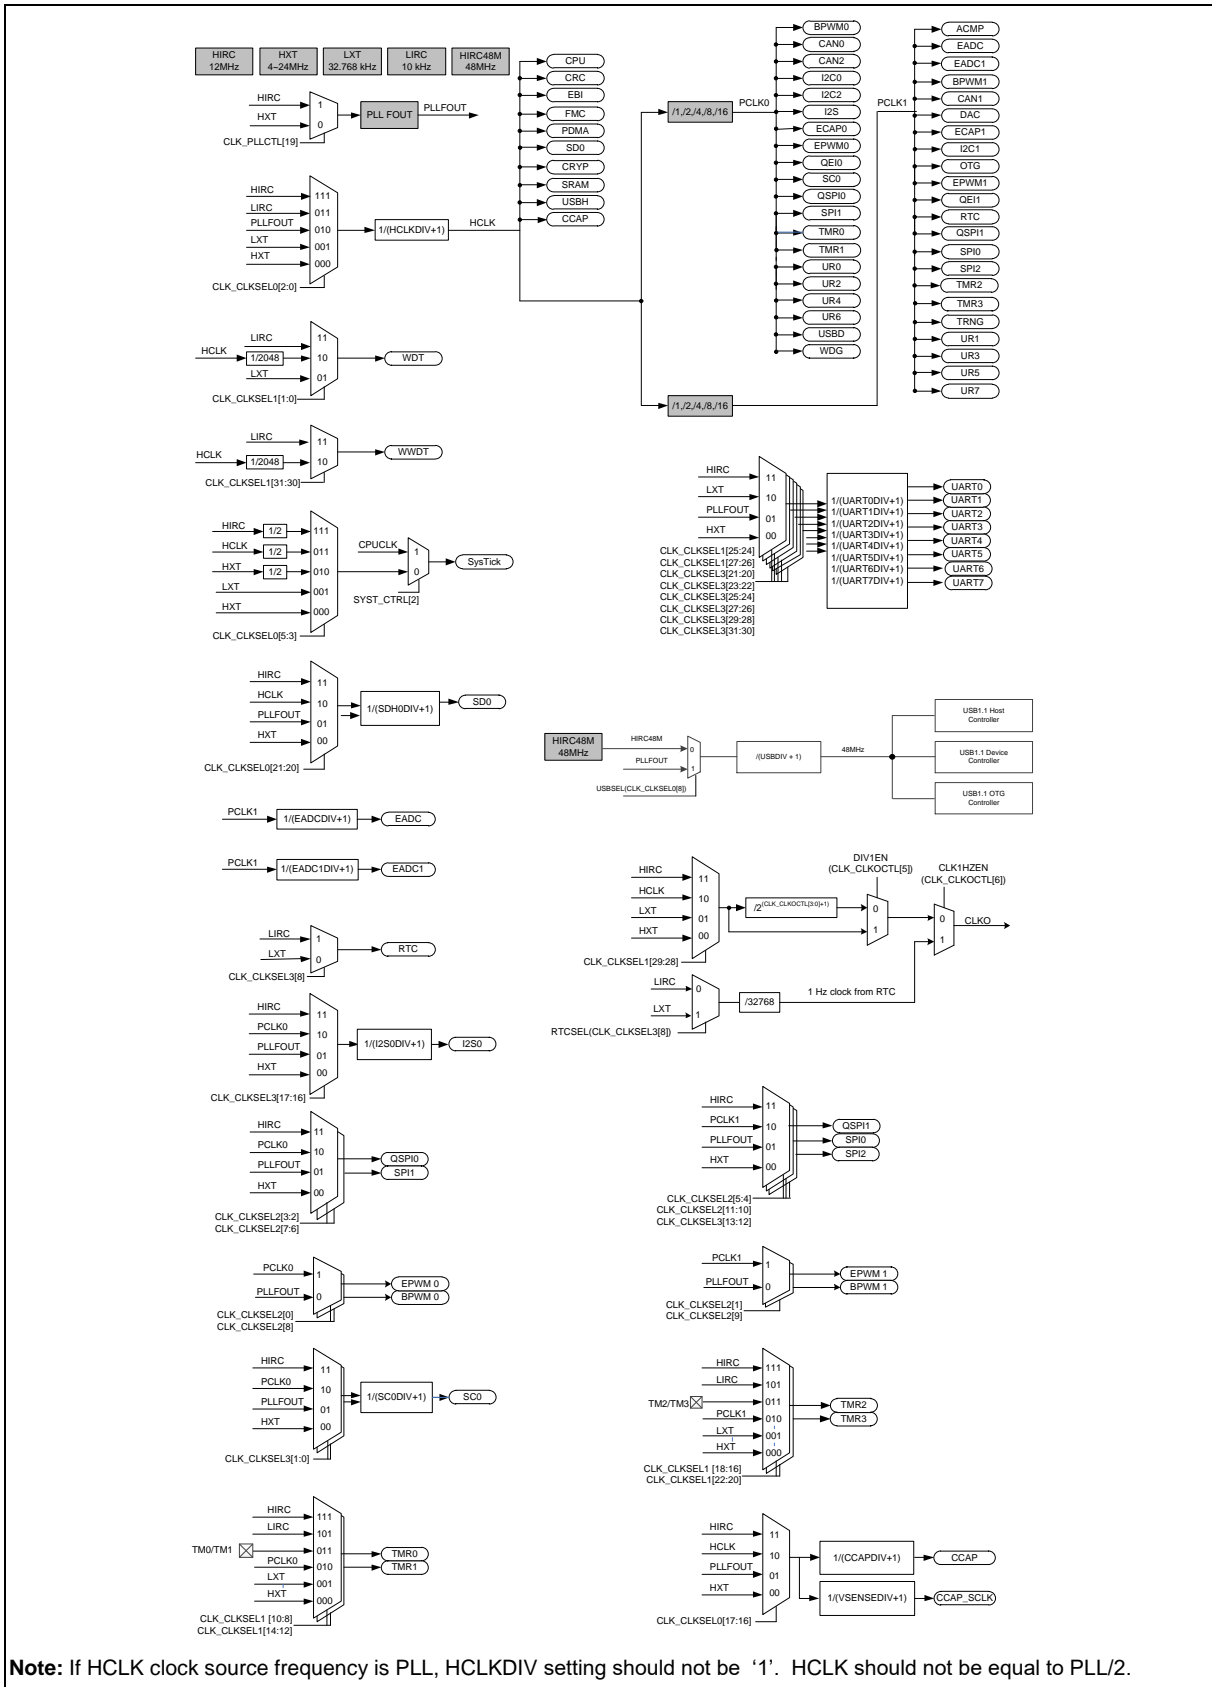 HIRC
12MHz
HXT
4~24MHz
LXT
32.768 kHz
LIRC
10 kHz
HIRC48M
48MHz
HIRC
HXT
1
0
PLL FOUT
PLLFOUT
CLK_PLLCTL[19]
HIRC
LIRC
PLLFOUT
LXT
HXT
111
011
010
001
000
1/(HCLKDIV+1)
HCLK
CLK_CLKSEL0[2:0]
CPU
CRC
EBI
FMC
PDMA
SD0
CRYP
SRAM
USBH
CCAP
/1,/2,/4,/8,/16
PCLK0
BPWM0
CAN0
CAN2
I2C0
I2C2
I2S
ECAP0
EPWM0
QEI0
SC0
QSPI0
SPI1
TMR0
TMR1
UR0
UR2
UR4
UR6
USBD
WDG
/1,/2,/4,/8,/16
PCLK1
ACMP
EADC
EADC1
BPWM1
CAN1
DAC
ECAP1
I2C1
OTG
EPWM1
QEI1
RTC
QSPI1
SPI0
SPI2
TMR2
TMR3
TRNG
UR1
UR3
UR5
UR7
LIRC
HCLK
1/2048
LXT
11
10
01
WDT
CLK_CLKSEL1[1:0]
LIRC
HCLK
1/2048
11
10
WWDT
CLK_CLKSEL1[31:30]
HIRC
1/2
HCLK
1/2
HXT
1/2
LXT
HXT
111
011
010
001
000
CPUCLK
1
0
SysTick
SYST_CTRL[2]
CLK_CLKSEL0[5:3]
HIRC
LXT
PLLFOUT
HXT
11
10
01
00
1/(UART0DIV+1)
1/(UART1DIV+1)
1/(UART2DIV+1)
1/(UART3DIV+1)
1/(UART4DIV+1)
1/(UART5DIV+1)
1/(UART6DIV+1)
1/(UART7DIV+1)
UART0
UART1
UART2
UART3
UART4
UART5
UART6
UART7
CLK_CLKSEL1[25:24]
CLK_CLKSEL1[27:26]
CLK_CLKSEL3[21:20]
CLK_CLKSEL3[23:22]
CLK_CLKSEL3[25:24]
CLK_CLKSEL3[27:26]
CLK_CLKSEL3[29:28]
CLK_CLKSEL3[31:30]
HIRC
HCLK
PLLFOUT
HXT
11
10
01
00
1/(SDH0DIV+1)
SD0
CLK_CLKSEL0[21:20]
HIRC48M
48MHz
HIRC48M
PLLFOUT
0
1
/(USBDIV + 1)
48MHz
USBSEL(CLK_CLKSEL0[8])
USB1.1 Host
Controller
USB1.1 Device
Controller
USB1.1 OTG
Controller
PCLK1
1/(EADCDIV+1)
EADC
PCLK1
1/(EADC1DIV+1)
EADC1
HIRC
HCLK
LXT
HXT
11
10
01
00
/2(CLK_CLKOCTL[3:0]+1)
DIV1EN
(CLK_CLKOCTL[5])
0
1
CLK1HZEN
(CLK_CLKOCTL[6])
0
1
CLKO
CLK_CLKSEL1[29:28]
LIRC
LXT
0
1
/32768
1 Hz clock from RTC
RTCSEL(CLK_CLKSEL3[8])
LIRC
LXT
1
0
RTC
CLK_CLKSEL3[8]
HIRC
PCLK0
PLLFOUT
HXT
11
10
01
00
1/(I2S0DIV+1)
I2S0
CLK_CLKSEL3[17:16]
HIRC
PCLK0
PLLFOUT
HXT
11
10
01
00
QSPI0
SPI1
CLK_CLKSEL2[3:2]
CLK_CLKSEL2[7:6]
HIRC
PCLK1
PLLFOUT
HXT
11
10
01
00
QSPI1
SPI0
SPI2
CLK_CLKSEL2[5:4]
CLK_CLKSEL2[11:10]
CLK_CLKSEL3[13:12]
PCLK0
PLLFOUT
1
0
EPWM 0
BPWM 0
CLK_CLKSEL2[0]
CLK_CLKSEL2[8]
PCLK1
PLLFOUT
1
0
EPWM 1
BPWM 1
CLK_CLKSEL2[1]
CLK_CLKSEL2[9]
HIRC
PCLK0
PLLFOUT
HXT
11
10
01
00
1/(SC0DIV+1)
SC0
CLK_CLKSEL3[1:0]
HIRC
LIRC
TM2/TM3
PCLK1
LXT
HXT
111
101
011
010
001
000
TMR2
TMR3
CLK_CLKSEL1 [18:16]
CLK_CLKSEL1[22:20]
HIRC
LIRC
TM0/TM1
PCLK0
LXT
HXT
111
101
011
010
001
000
TMR0
TMR1
CLK_CLKSEL1 [10:8]
CLK_CLKSEL1[14:12]
HIRC
HCLK
PLLFOUT
HXT
11
10
01
00
1/(CCAPDIV+1)
CCAP
1/(VSENSEDIV+1)
CCAP_SCLK
CLK_CLKSEL0[17:16]
Note: If HCLK clock source frequency is PLL, HCLKDIV setting should not be ‘1’. HCLK should not be equal to PLL/2.